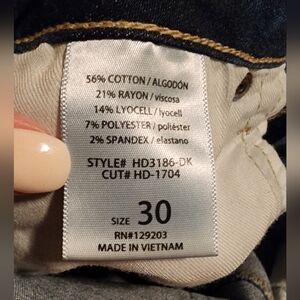 56% COTTON / ALGODÓN
21% RAYON / viscosa
14% LYOCELL / lyocell
7% POLYESTER / poliéster
2% SPANDEX / elastano
STYLE# HD3186-DK
CUT# HD-1704
SIZE 30
RN#129203
MADE IN VIETNAM